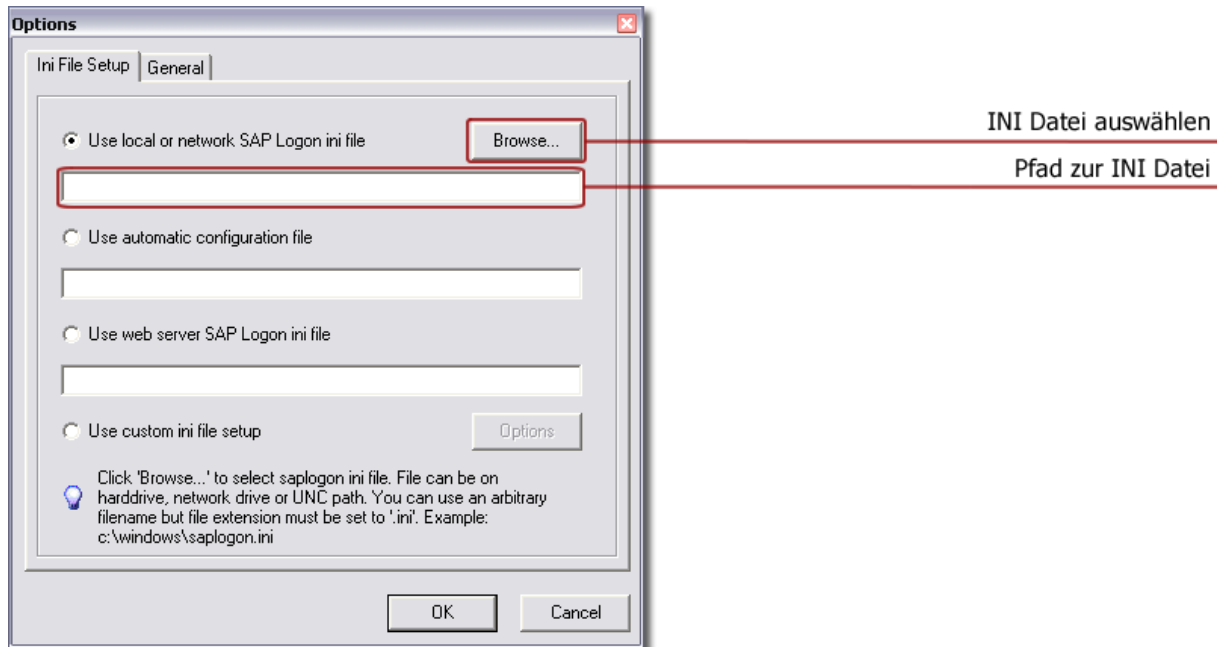 Options
Ini File Setup
General
Use local or network SAP Logon ini file
Browse...
INI Datei auswählen
Pfad zur INI Datei
Use automatic configuration file
Use web server SAP Logon ini file
Use custom ini file setup
Options
Click 'Browse...' to select saplogon ini file. File can be on
harddrive, network drive or UNC path. You can use an arbitrary
filename but file extension must be set to '.ini'. Example:
c:\windows\saplogon.ini
OK
Cancel